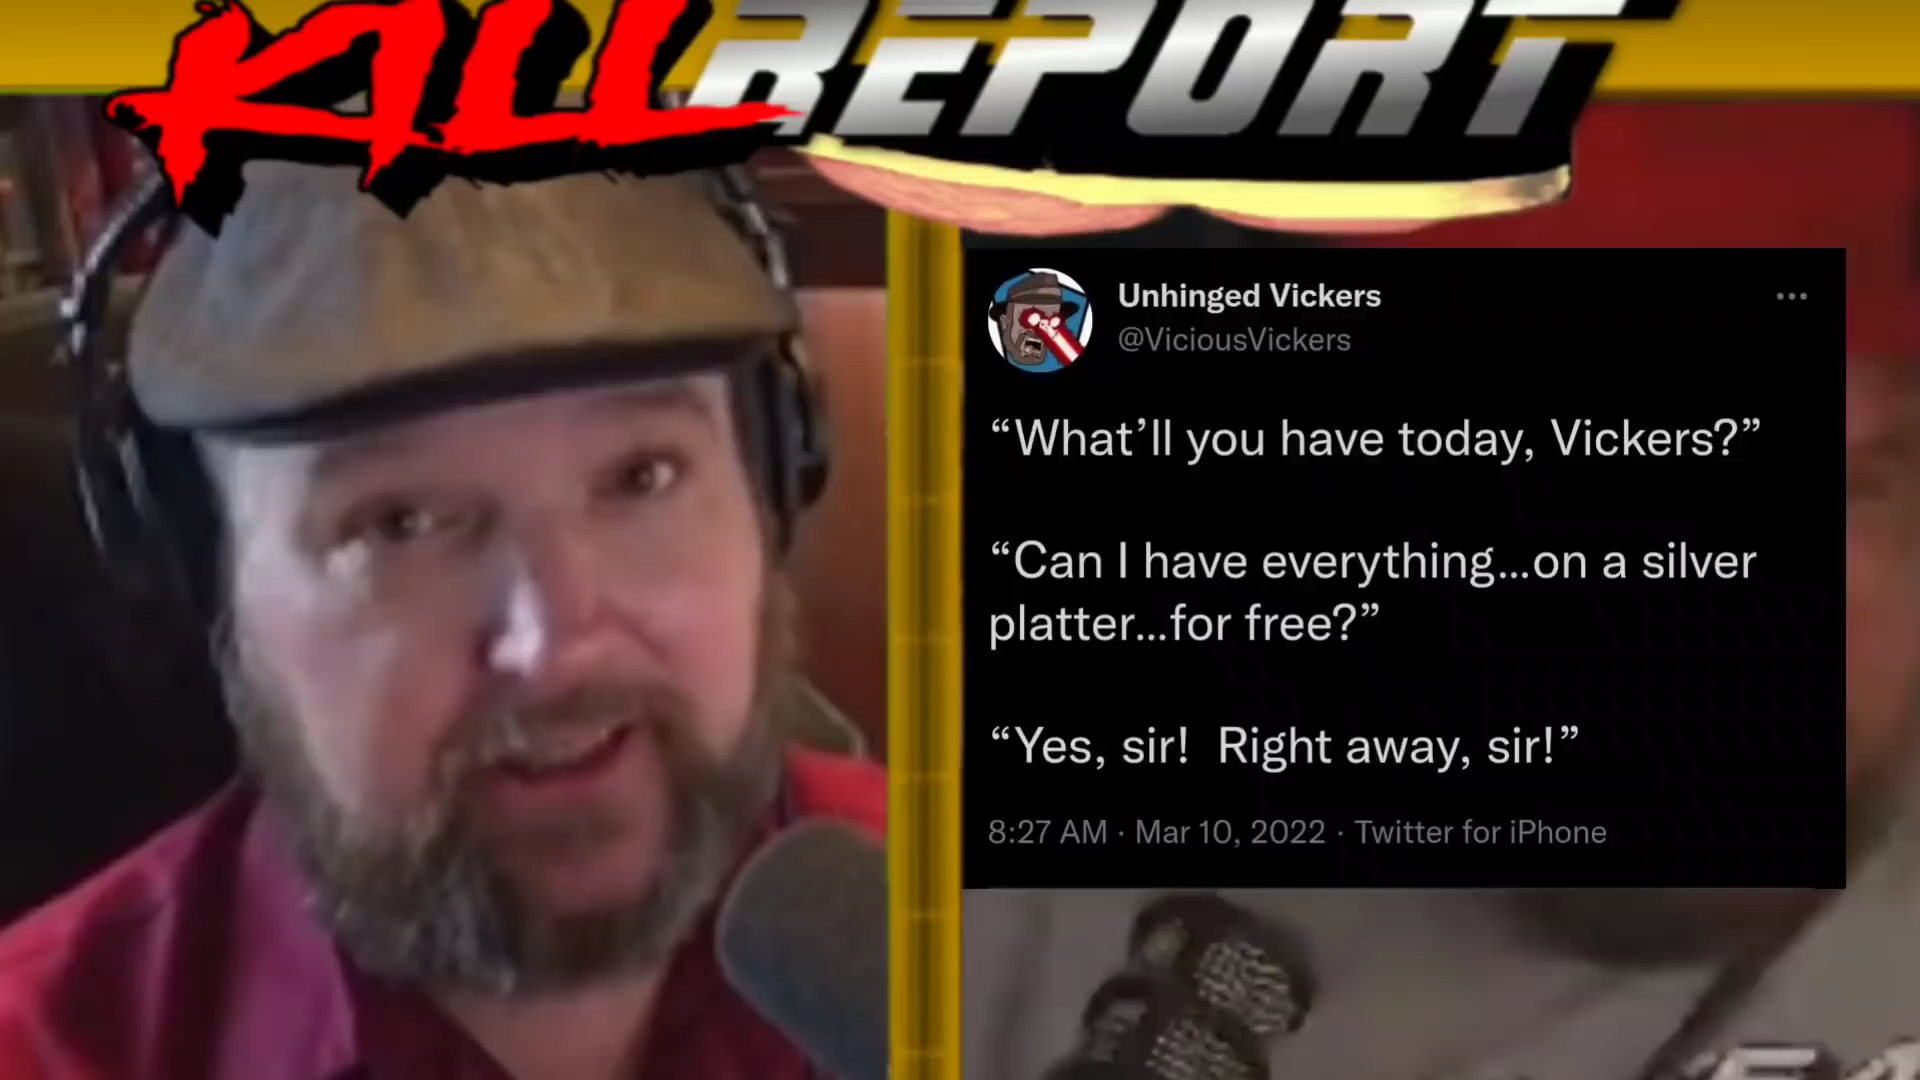 KILL REPORT
Unhinged Vickers
@ViciousVickers
“What’ll you have today, Vickers?”
“Can I have everything...on a silver
platter...for free?”
“Yes, sir!  Right away, sir!”
8:27 AM · Mar 10, 2022 · Twitter for iPhone